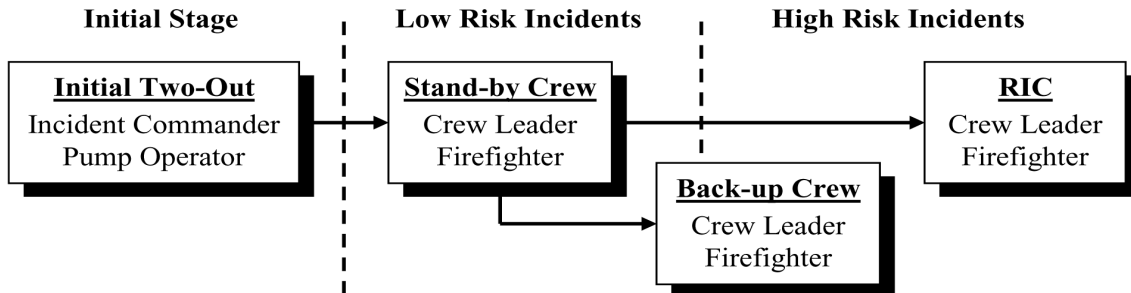 Initial Stage
Low Risk Incidents
High Risk Incidents
Initial Two-Out
Incident Commander
Pump Operator
Stand-by Crew
Crew Leader
Firefighter
RIC
Crew Leader
Firefighter
Back-up Crew
Crew Leader
Firefighter